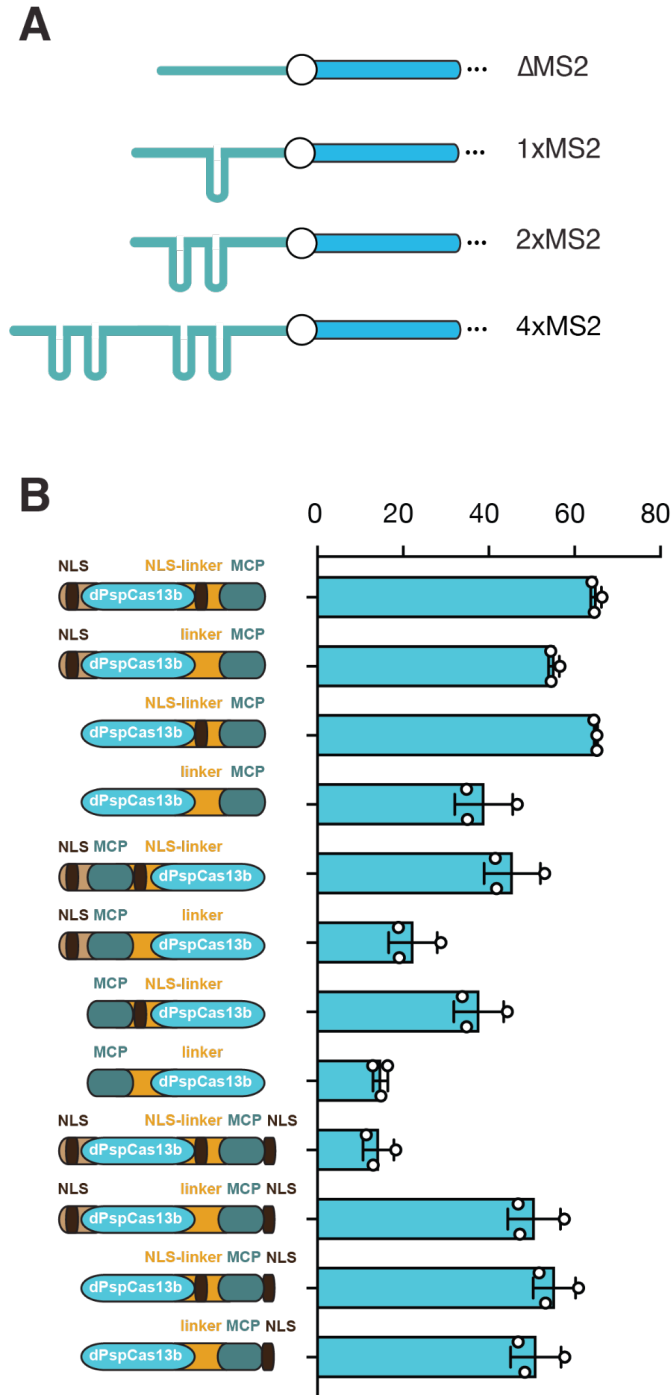 A
... ΔMS2
... 1xMS2
... 2xMS2
... 4xMS2
B
0 20 40 60 80
NLS NLS-linker MCP
dPspCas13b
NLS linker MCP
dPspCas13b
NLS-linker MCP
dPspCas13b
linker MCP
dPspCas13b
NLS MCP NLS-linker
dPspCas13b
NLS MCP linker
dPspCas13b
MCP NLS-linker
dPspCas13b
MCP linker
dPspCas13b
NLS NLS-linker MCP NLS
dPspCas13b
NLS linker MCP NLS
dPspCas13b
NLS-linker MCP NLS
dPspCas13b
linker MCP NLS
dPspCas13b